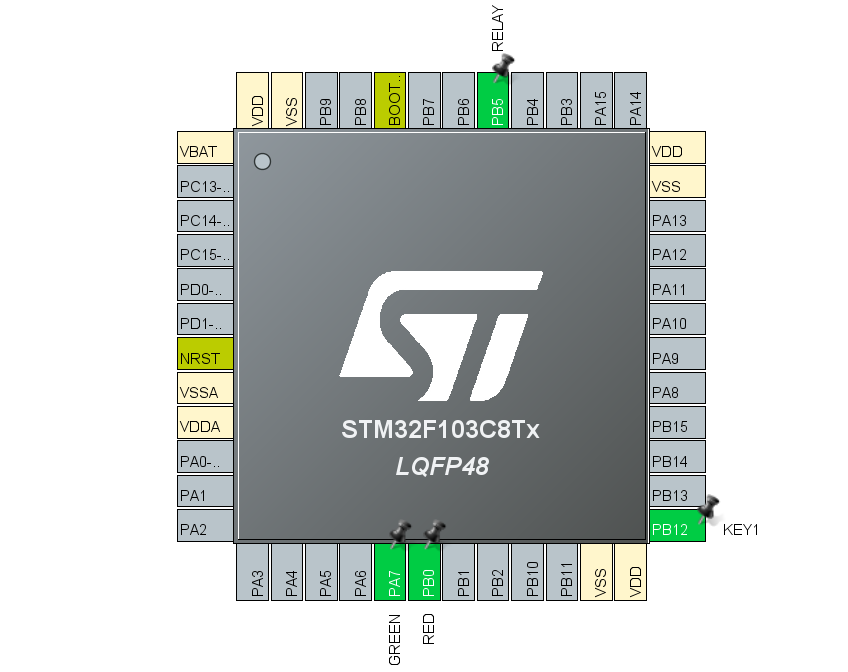 RELAY
VDD
VSS
PB9
PB8
BOOT..
PB7
PB6
PB5
PB4
PB3
PA15
PA14
VBAT
PC13-..
PC14-..
PC15-..
PD0-..
PD1-..
NRST
VSSA
VDDA
PA0-..
PA1
PA2
VDD
VSS
PA13
PA12
PA11
PA10
PA9
PA8
PB15
PB14
PB13
PB12
KEY1
ST
STM32F103C8Tx
LQFP48
PA3
PA4
PA5
PA6
PA7
PB0
PB1
PB2
PB10
PB11
VSS
VDD
GREEN
RED